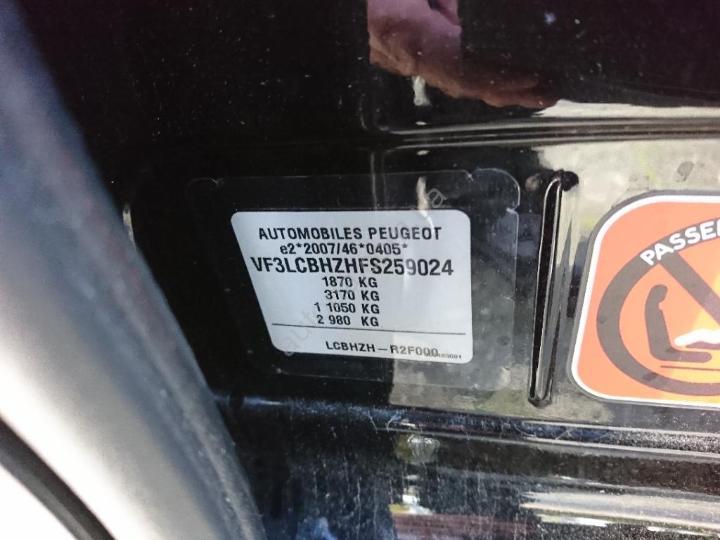 AUTOMOBILES PEUGEOT
e2*2007/46*0405*
VF3LCBHZHFS259024
1870 KG
3170 KG
1 1050 KG
2 980 KG
LCBHZH-R2F000
PASSEN